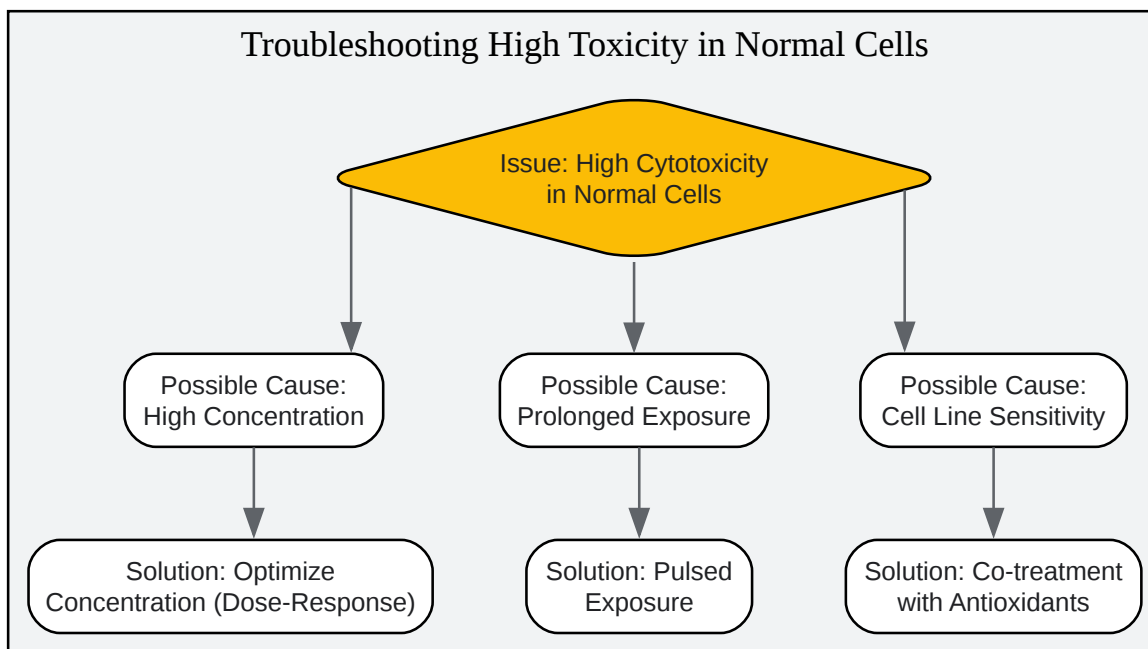 Troubleshooting High Toxicity in Normal Cells
Issue: High Cytotoxicity
in Normal Cells
Possible Cause:
High Concentration
Possible Cause:
Prolonged Exposure
Possible Cause:
Cell Line Sensitivity
Solution: Optimize
Concentration (Dose-Response)
Solution: Pulsed
Exposure
Solution: Co-treatment
with Antioxidants